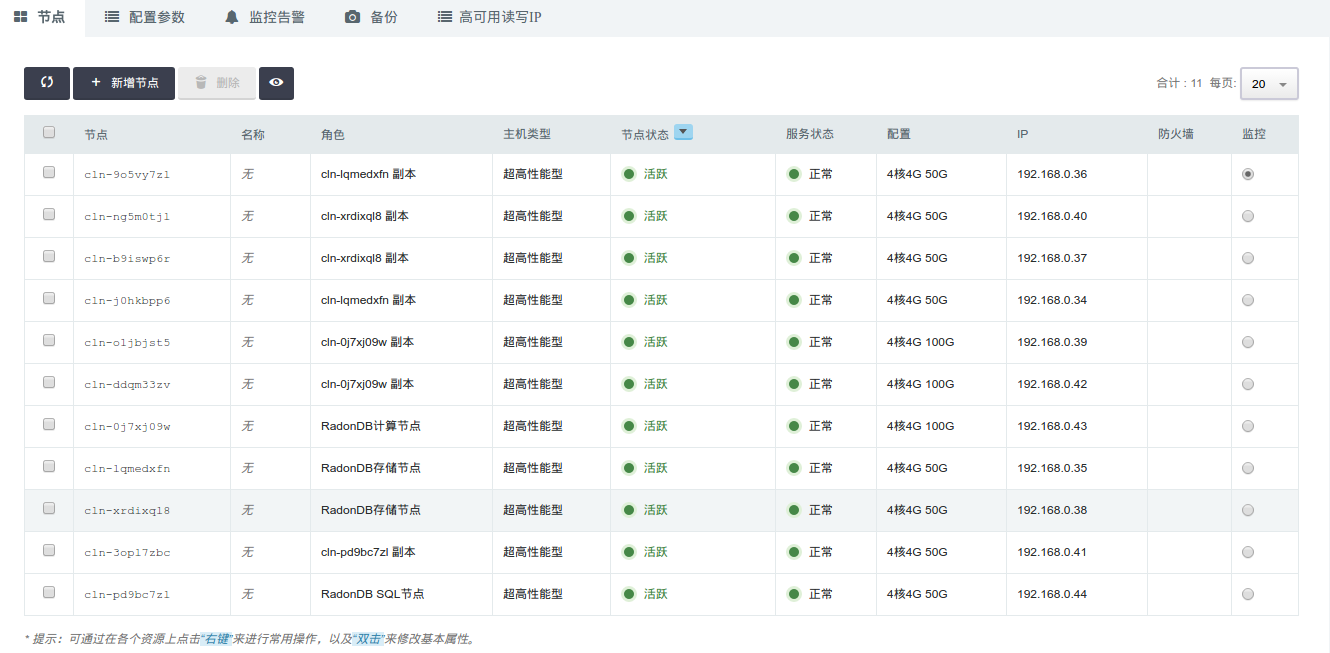 节点 配置参数 监控告警 备份 高可用读写IP
新增节点 删除 合计 : 11 每页: 20
节点 名称 角色 主机类型 节点状态 服务状态 配置 IP 防火墙 监控
cln-9o5vy7zl 无 cln-lqmedxfn 副本 超高性能型 活跃 正常 4核4G 50G 192.168.0.36
cln-ng5m0tjl 无 cln-xrdixql8 副本 超高性能型 活跃 正常 4核4G 50G 192.168.0.40
cln-b9iswp6r 无 cln-xrdixql8 副本 超高性能型 活跃 正常 4核4G 50G 192.168.0.37
cln-j0hkbpp6 无 cln-lqmedxfn 副本 超高性能型 活跃 正常 4核4G 50G 192.168.0.34
cln-oljbjst5 无 cln-0j7xj09w 副本 超高性能型 活跃 正常 4核4G 100G 192.168.0.39
cln-ddqm33zv 无 cln-0j7xj09w 副本 超高性能型 活跃 正常 4核4G 100G 192.168.0.42
cln-0j7xj09w 无 RadonDB计算节点 超高性能型 活跃 正常 4核4G 100G 192.168.0.43
cln-lqmedxfn 无 RadonDB存储节点 超高性能型 活跃 正常 4核4G 50G 192.168.0.35
cln-xrdixql8 无 RadonDB存储节点 超高性能型 活跃 正常 4核4G 50G 192.168.0.38
cln-3opl7zbc 无 cln-pd9bc7zl 副本 超高性能型 活跃 正常 4核4G 50G 192.168.0.41
cln-pd9bc7zl 无 RadonDB SQL节点 超高性能型 活跃 正常 4核4G 50G 192.168.0.44
* 提示：可通过在各个资源上点击“右键”来进行常用操作，以及“双击”来修改基本属性。